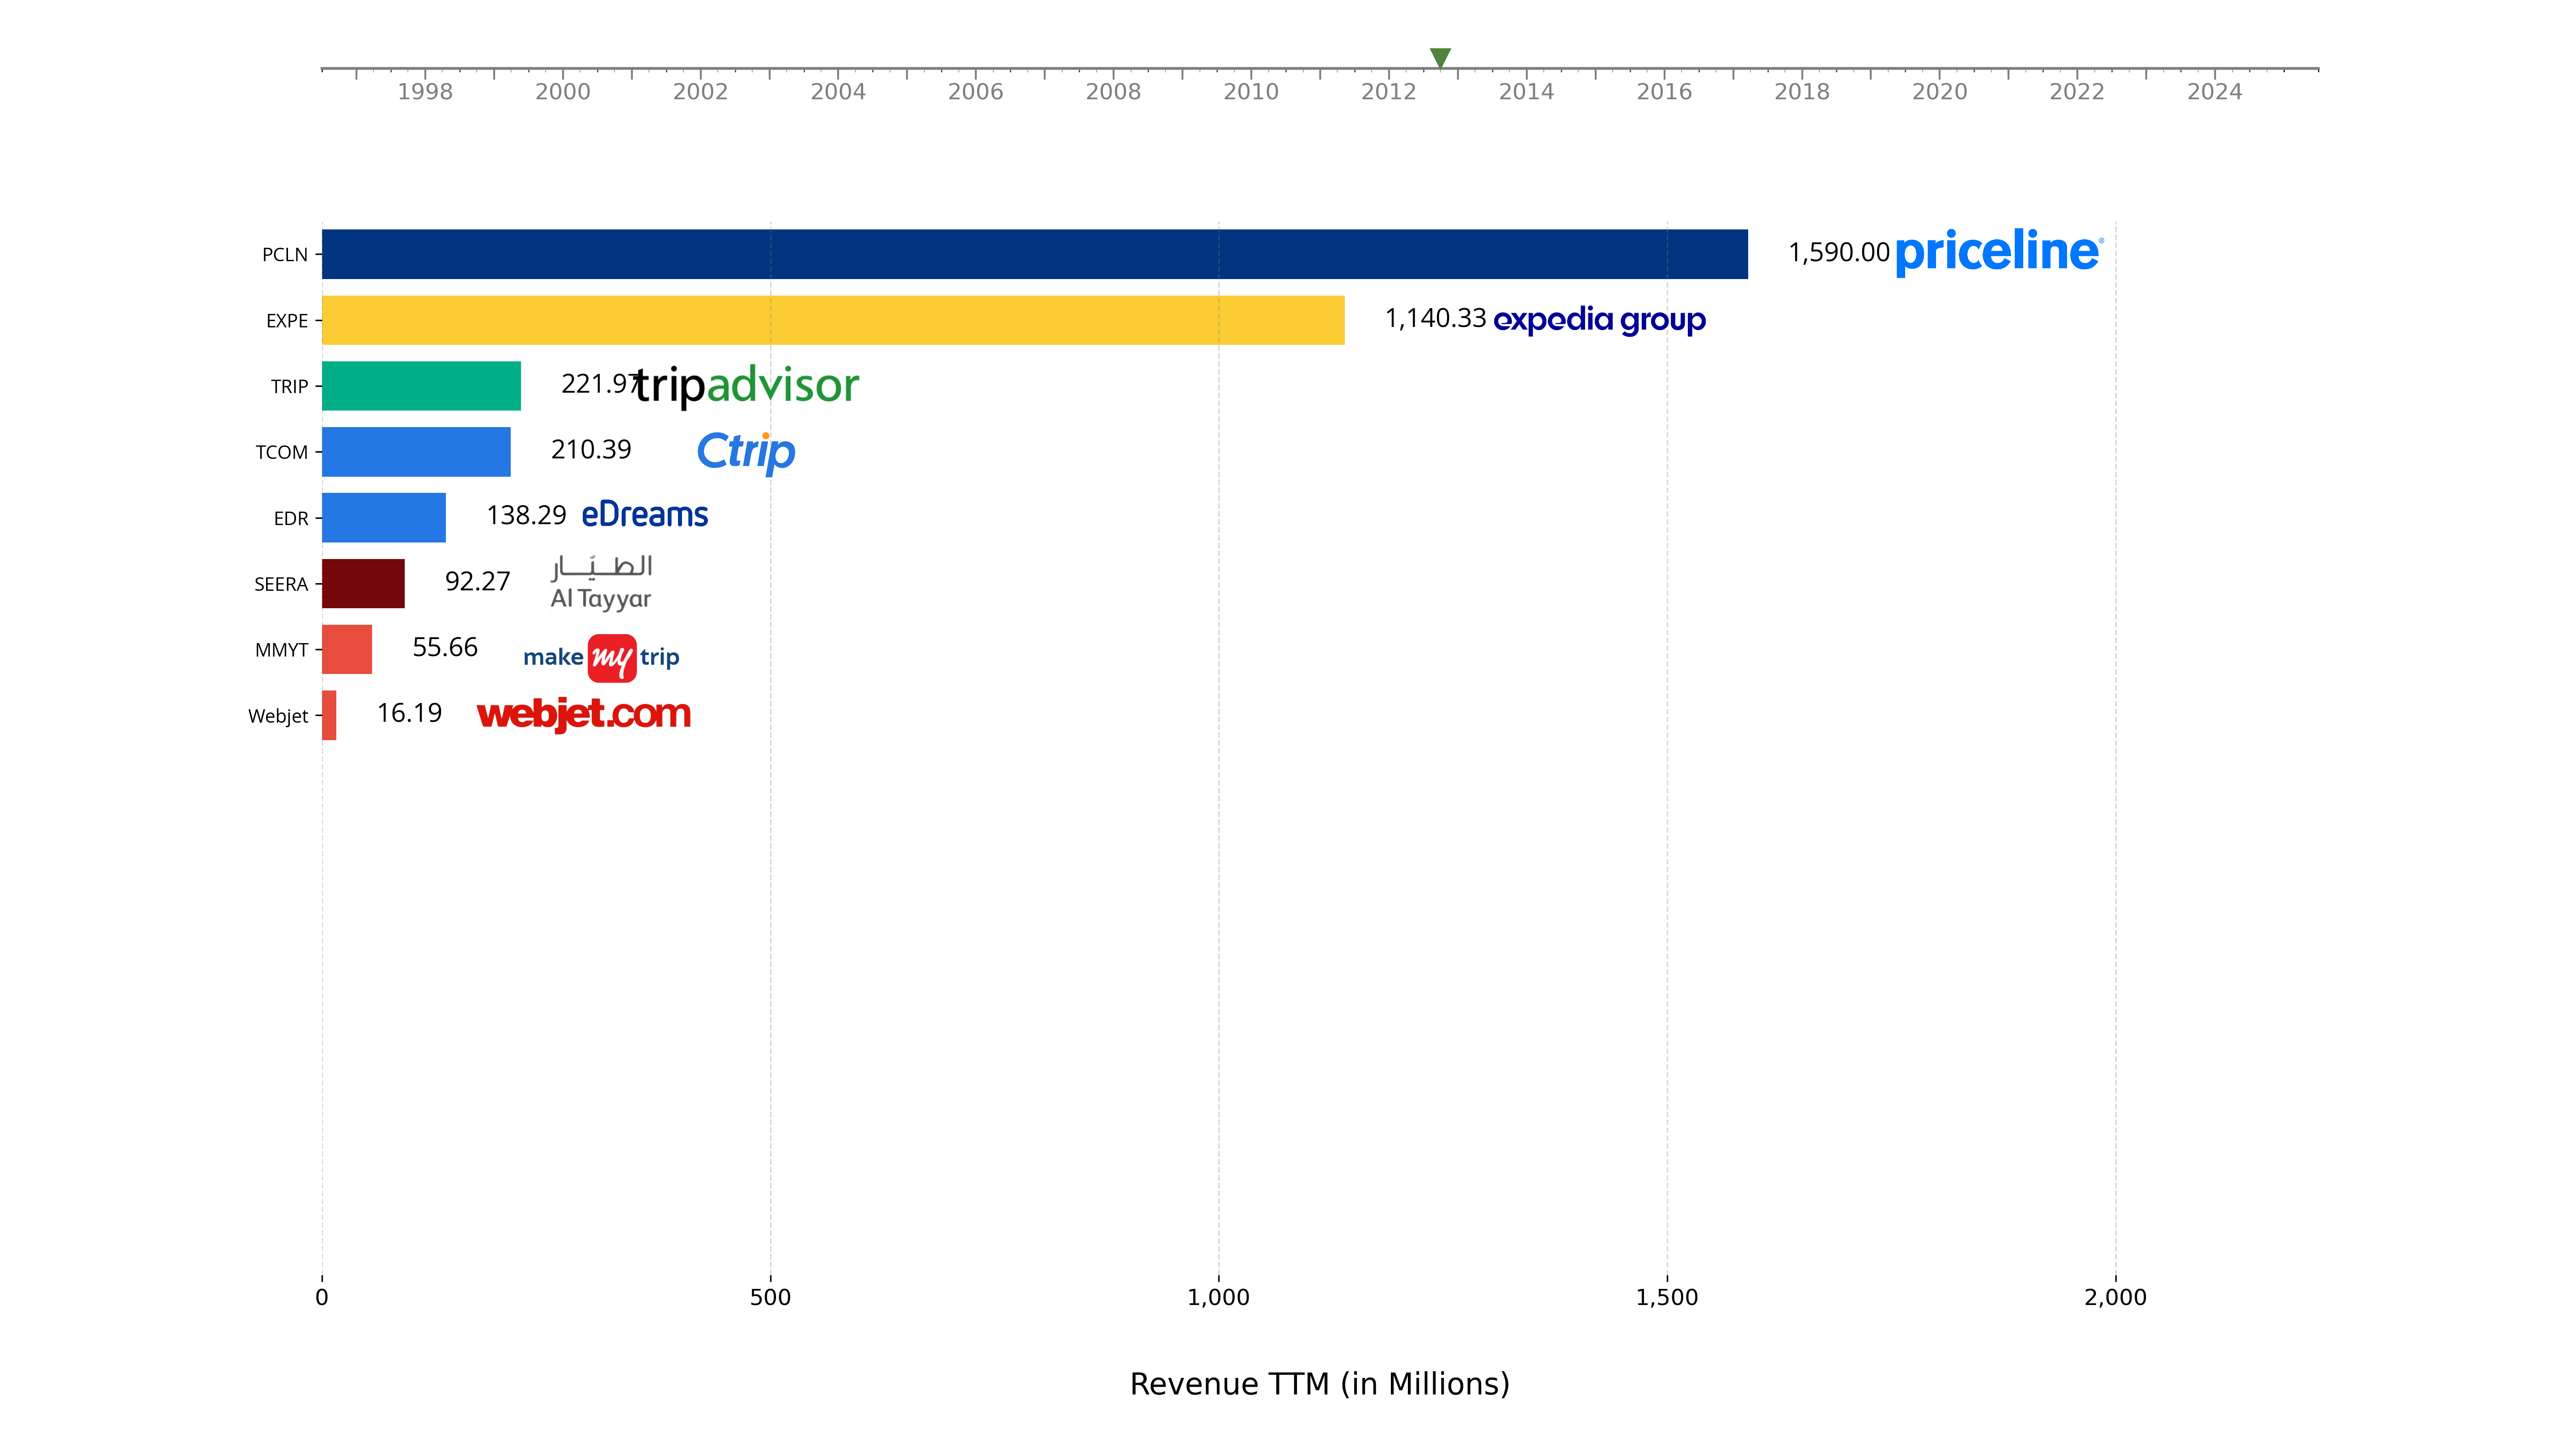 1998 2000 2002 2004 2006 2008 2010 2012 2014 2016 2018 2020 2022 2024
PCLN 1,590.00 priceline®
EXPE 1,140.33 expedia group
TRIP 221.97 tripadvisor
TCOM 210.39 Ctrip
EDR 138.29 eDreams
الطيّار
SEERA 92.27 Al Tayyar
MMYT 55.66 make my trip
Webjet 16.19 webjet.com
0 500 1,000 1,500 2,000
Revenue TTM (in Millions)